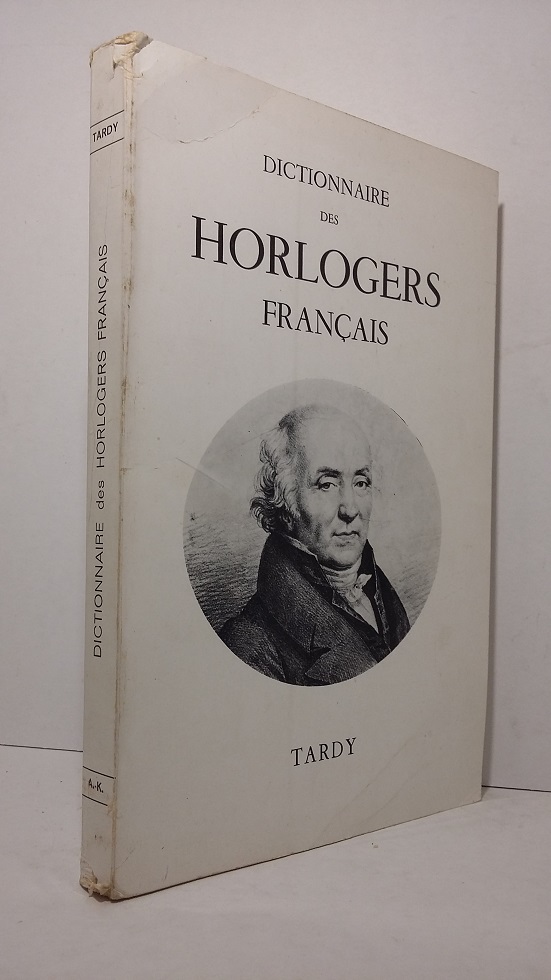 TARDY
DICTIONNAIRE des HORLOGERS FRANÇAIS
A.-K.
DICTIONNAIRE
DES
HORLOGERS
FRANÇAIS
TARDY